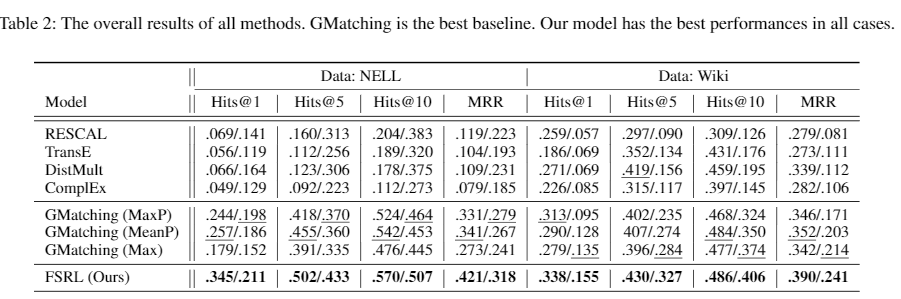 Table 2: The overall results of all methods. GMatching is the best baseline. Our model has the best performances in all cases.
Data: NELL Data: Wiki
Model Hits@1 Hits@5 Hits@10 MRR Hits@1 Hits@5 Hits@10 MRR
RESCAL .069/.141 .160/.313 .204/.383 .119/.223 .259/.057 .297/.090 .309/.126 .279/.081
TransE .056/.119 .112/.256 .189/.320 .104/.193 .186/.069 .352/.134 .431/.176 .273/.111
DistMult .066/.164 .123/.306 .178/.375 .109/.231 .271/.069 .419/.156 .459/.195 .339/.112
ComplEx .049/.129 .092/.223 .112/.273 .079/.185 .226/.085 .315/.117 .397/.145 .282/.106
GMatching (MaxP) .244/.198 .418/.370 .524/.464 .331/.279 .313/.095 .402/.235 .468/.324 .346/.171
GMatching (MeanP) .257/.186 .455/.360 .542/.453 .341/.267 .290/.128 407/.274 .484/.350 .352/.203
GMatching (Max) .179/.152 .391/.335 .476/.445 .273/.241 .279/.135 .396/.284 .477/.374 .342/.214
FSRL (Ours) .345/.211 .502/.433 .570/.507 .421/.318 .338/.155 .430/.327 .486/.406 .390/.241